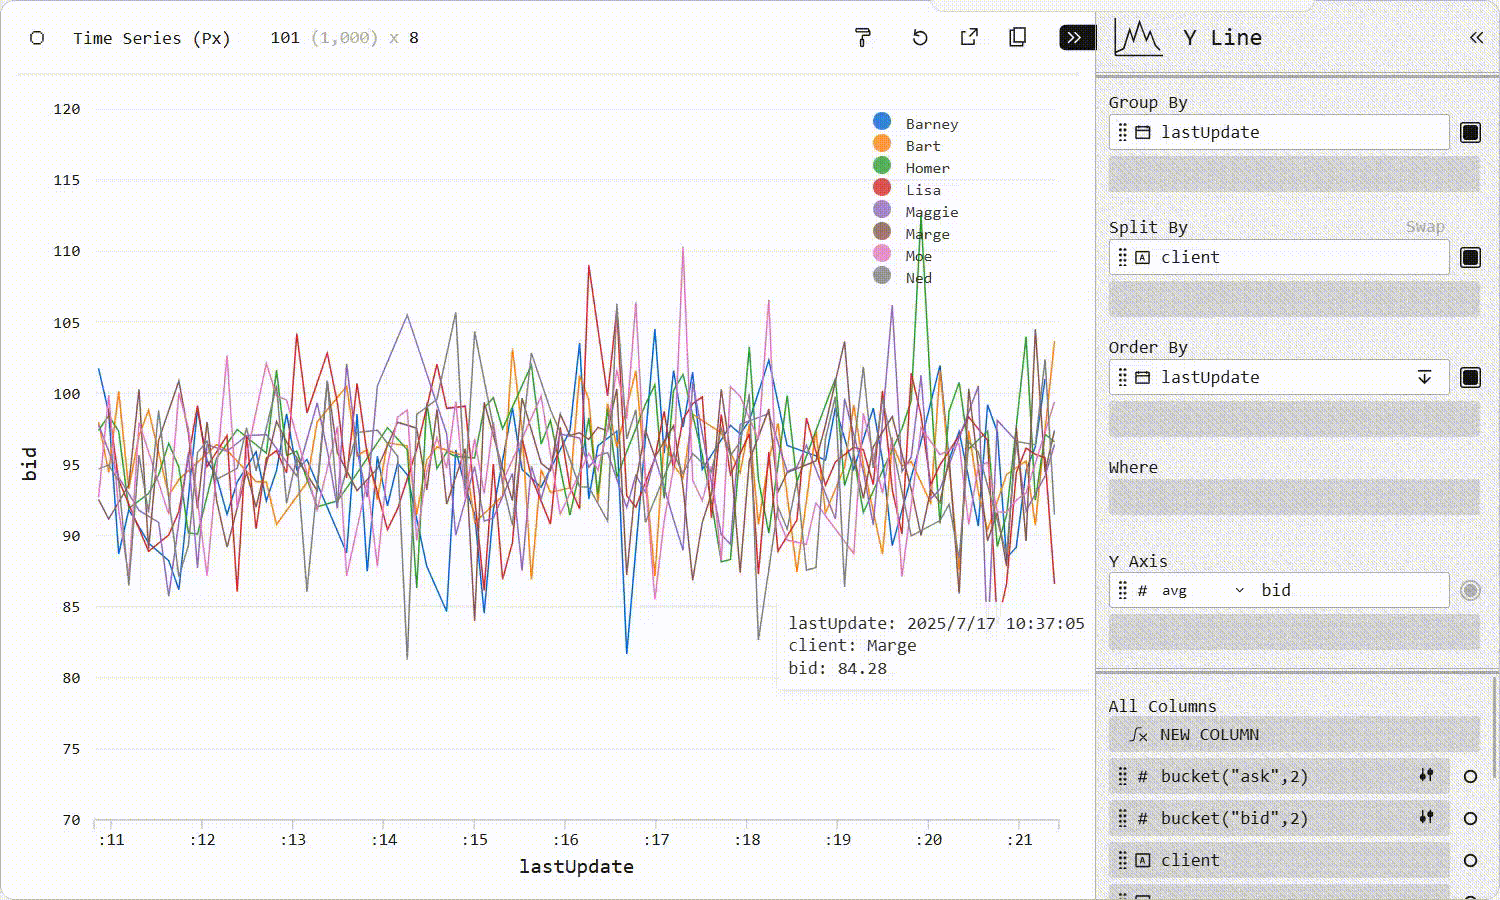 Time Series (Px) 101 (1,000) x 8
Y Line
120
115
110
105
100
95
90
85
80
75
70
bid
Barney
Bart
Homer
Lisa
Maggie
Marge
Moe
Ned
lastUpdate: 2025/7/17 10:37:05
client: Marge
bid: 84.28
:11 :12 :13 :14 :15 :16 :17 :18 :19 :20 :21
lastUpdate
Group By
lastUpdate
Split By Swap
client
Order By
lastUpdate
Where
Y Axis
# avg bid
All Columns
NEW COLUMN
# bucket("ask",2)
# bucket("bid",2)
client